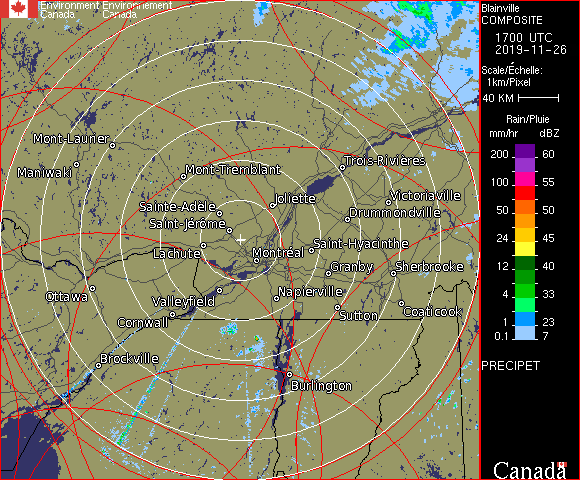 Environment Environnement
Canada Canada
Blainville
COMPOSITE
1700 UTC
2019-11-26
Scale/Échelle:
1km/Pixel
40 KM
Rain/Pluie
mm/hr dBZ
200 60
100 55
50 50
24 45
12 40
4 33
1 23
0.1 7
PRECIPET
Mont-Laurier
Maniwaki
Mont-Tremblant
Trois-Rivières
Sainte-Adèle
Joliette
Victoriaville
Drummondville
Saint-Jérôme
Lachute
Montréal
Saint-Hyacinthe
Granby
Sherbrooke
Ottawa
Valleyfield
Napierville
Cornwall
Sutton
Coaticook
Brockville
Burlington
Canada